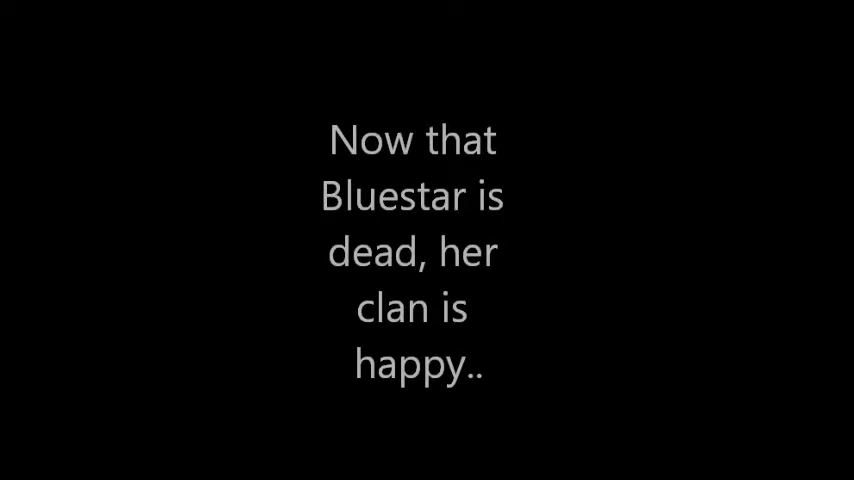 Now that
Bluestar is
dead, her
clan is
happy..